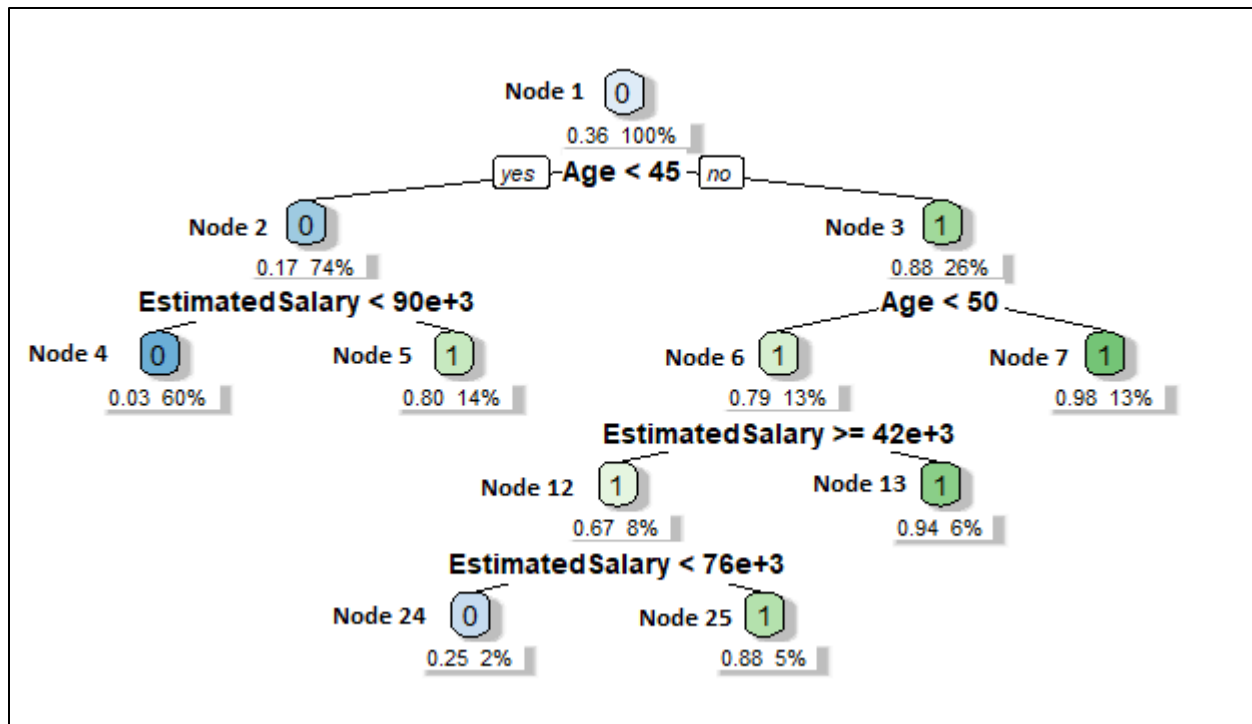 Node 1 0
0.36 100%
yes Age < 45 no
Node 2 0 Node 3 1
0.17 74% 0.88 26%
EstimatedSalary < 90e+3 Age < 50
Node 4 0 Node 5 1 Node 6 1 Node 7 1
0.03 60% 0.80 14% 0.79 13% 0.98 13%
EstimatedSalary >= 42e+3
Node 12 1 Node 13 1
0.67 8% 0.94 6%
EstimatedSalary < 76e+3
Node 24 0 Node 25 1
0.25 2% 0.88 5%